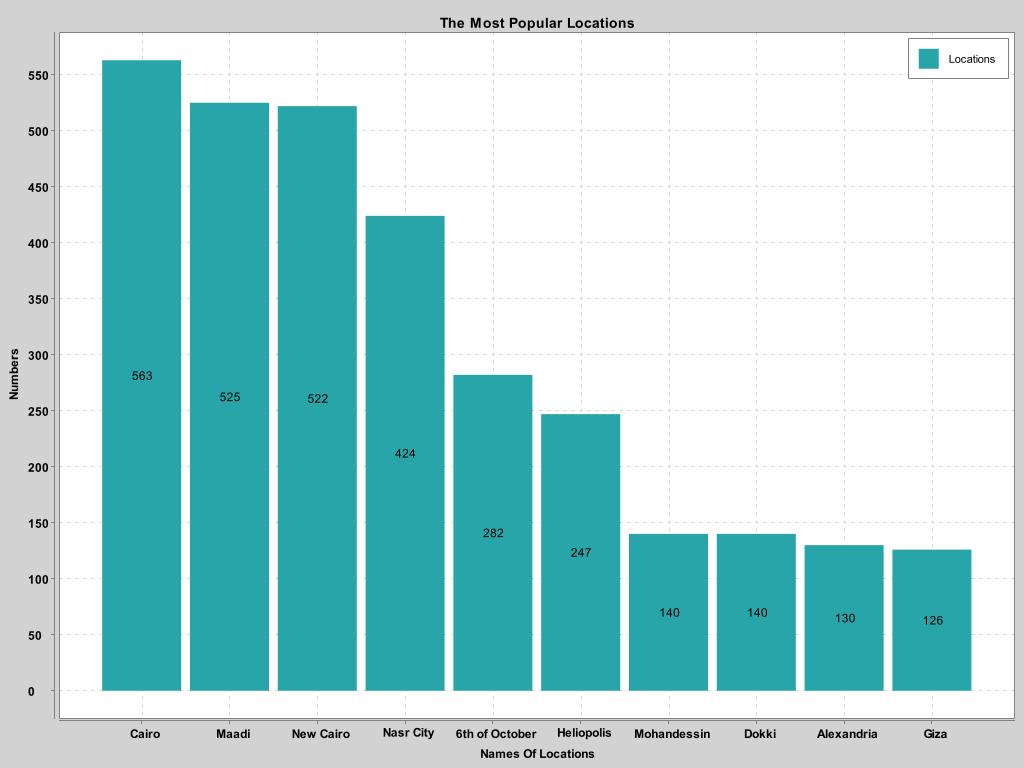 The Most Popular Locations
Locations
Numbers
550
500
450
400
350
300
250
200
150
100
50
0
563
525
522
424
282
247
140
140
130
126
Cairo
Maadi
New Cairo
Nasr City
6th of October
Heliopolis
Mohandessin
Dokki
Alexandria
Giza
Names Of Locations